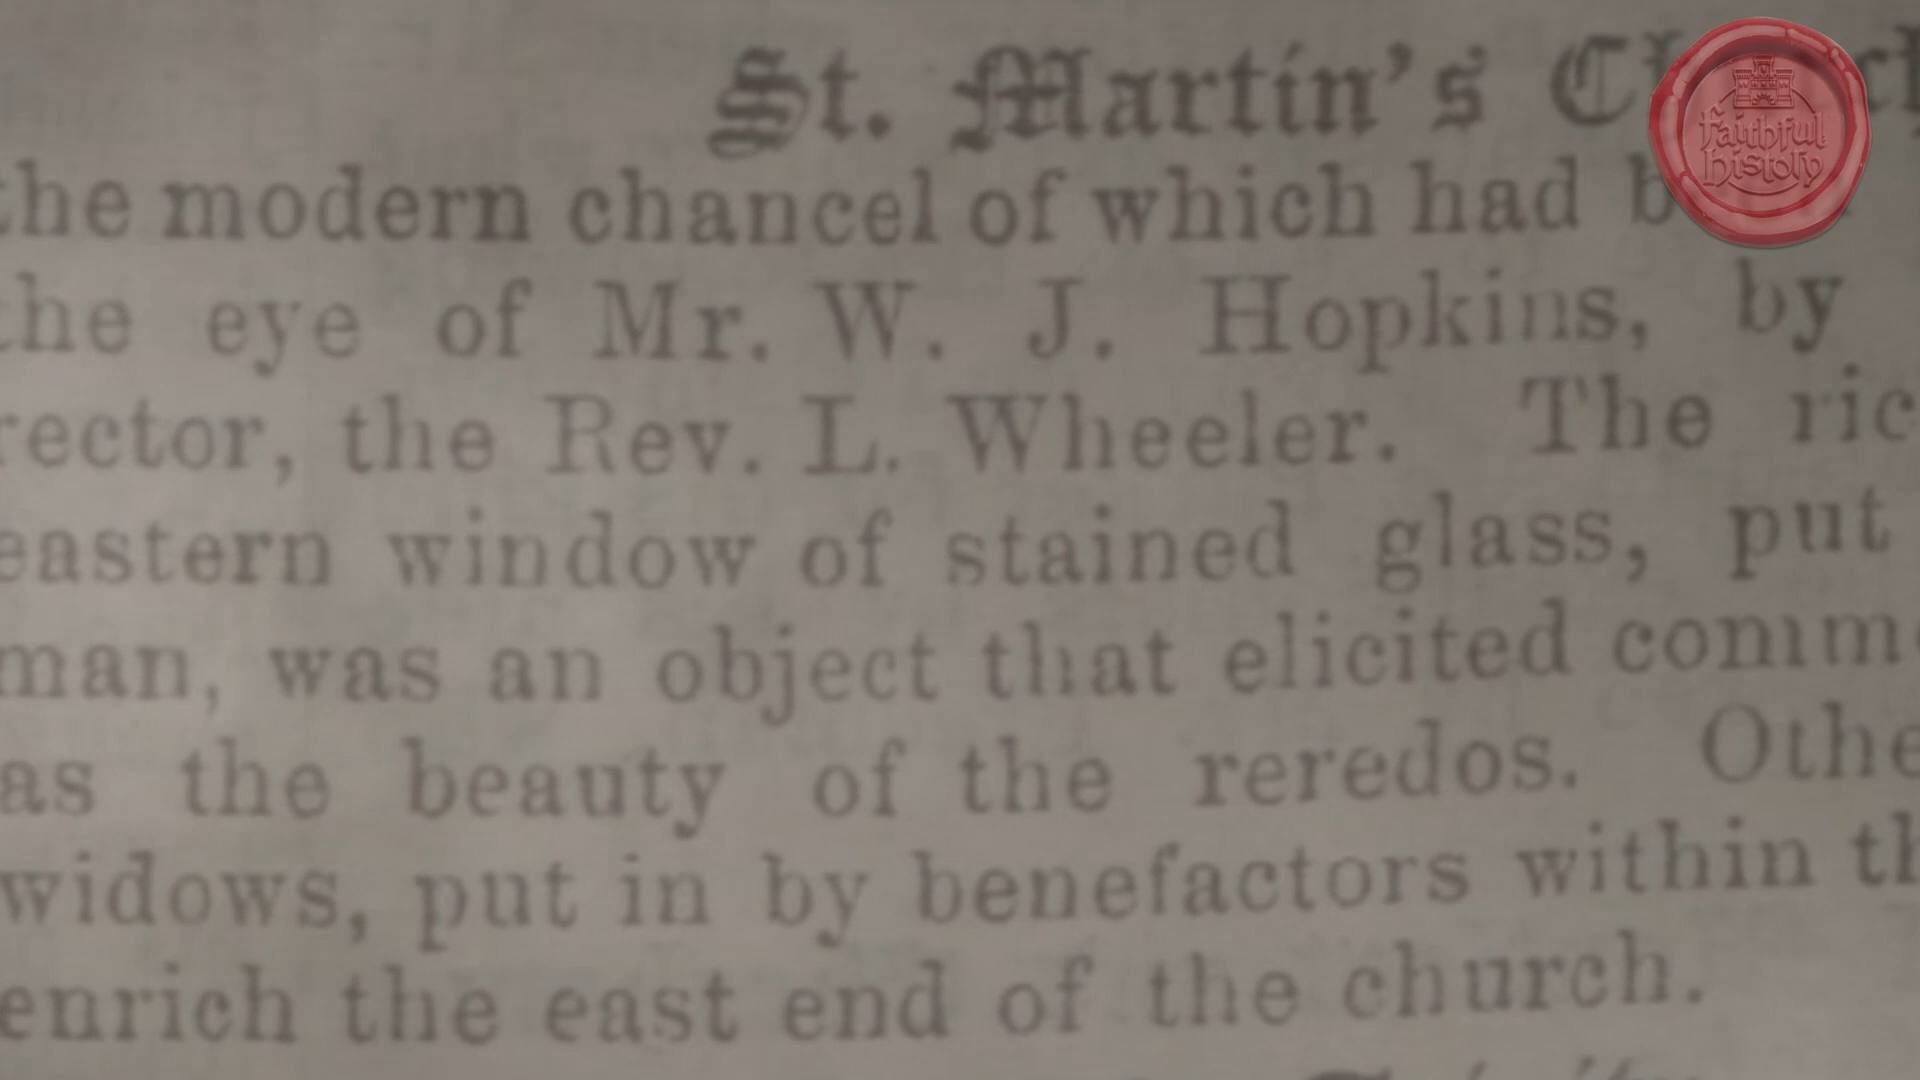 St. Martin's
the modern chancel of which had
the eye of Mr. W. J. Hopkins, by
rector, the Rev. L. Wheeler. The
eastern window of stained glass, put
man, was an object that elicited
as the beauty of the reredos.
widows, put in by benefactors within
enrich the east end of the church.
faithful
history